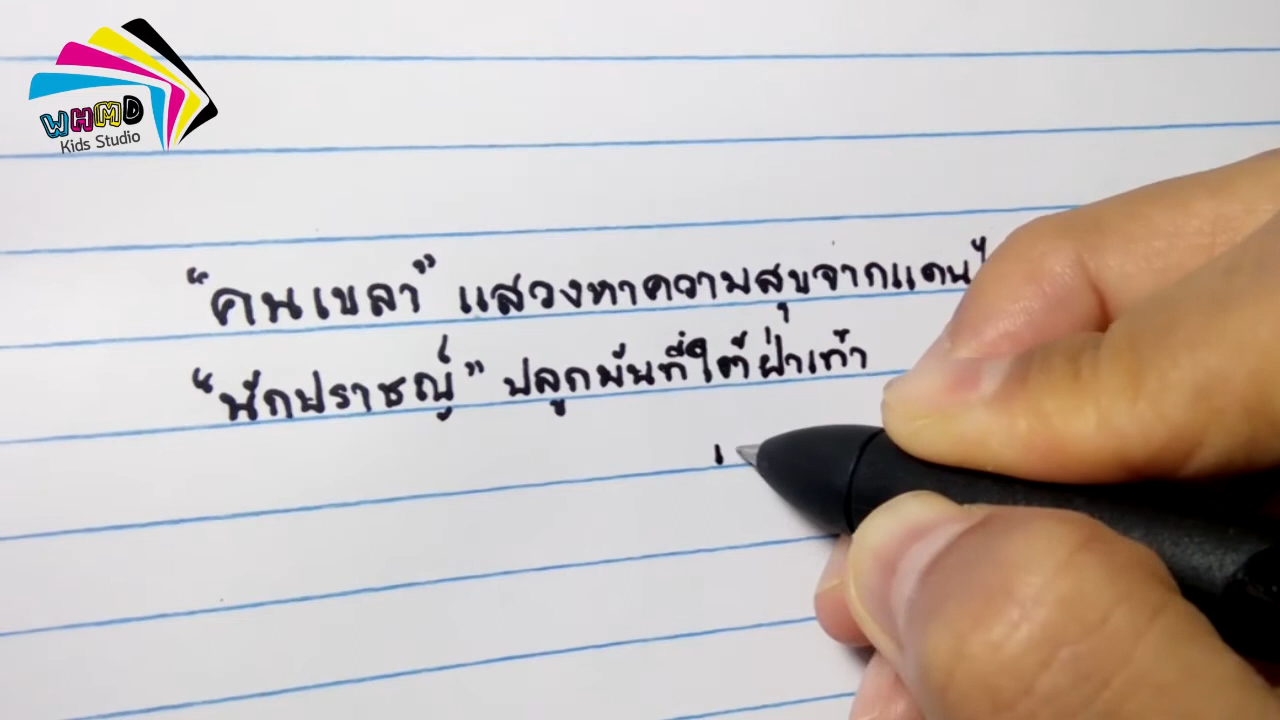 WHMD
Kids Studio
“คนเขลา” แสวงหาความสุขจากแดน
“นักปราชญ์” ปลูกมันที่ใต้ฝ่าเท้า